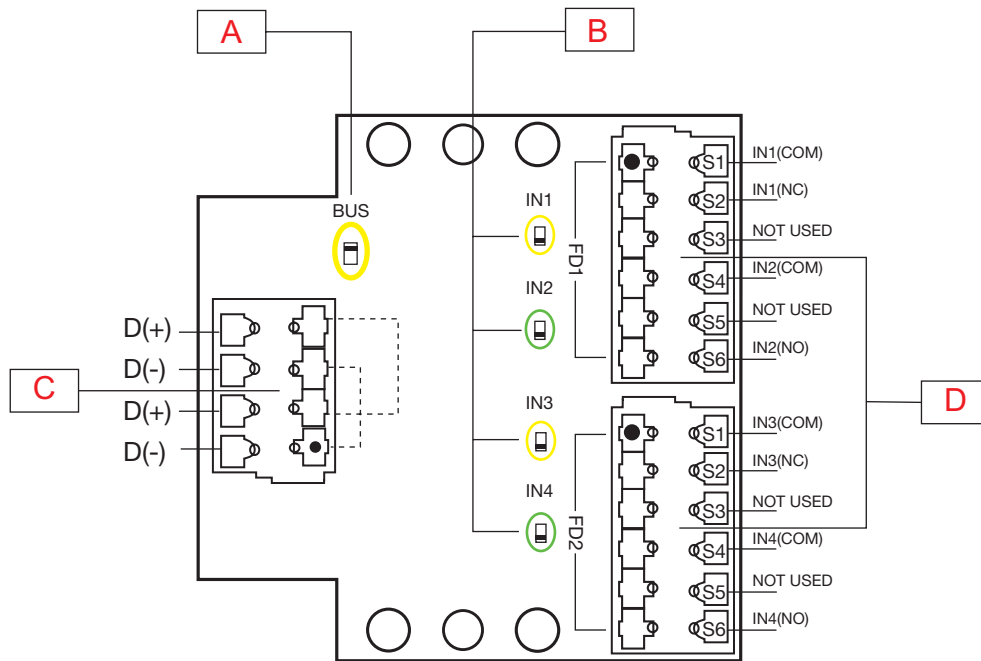 A
B
BUS
IN1
IN2
IN3
IN4
FD1
FD2
D(+)
D(-)
D(+)
D(-)
C
S1 IN1(COM)
S2 IN1(NC)
S3 NOT USED
S4 IN2(COM)
S5 NOT USED
S6 IN2(NO)
D
S1 IN3(COM)
S2 IN3(NC)
S3 NOT USED
S4 IN4(COM)
S5 NOT USED
S6 IN4(NO)